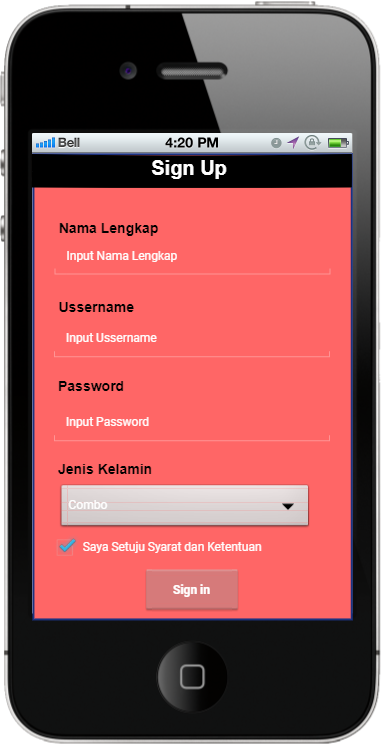 Bell 4:20 PM
Sign Up
Nama Lengkap
Input Nama Lengkap
Ussername
Input Ussername
Password
Input Password
Jenis Kelamin
Combo
Saya Setuju Syarat dan Ketentuan
Sign in